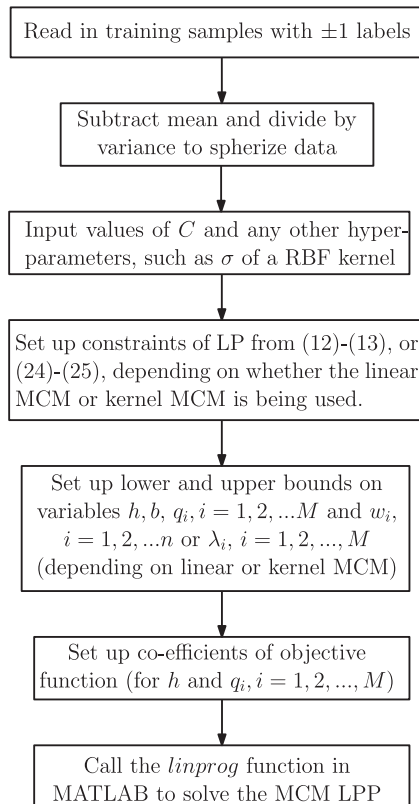 Read in training samples with ±1 labels
Subtract mean and divide by
variance to spherize data
Input values of C and any other hyper-
parameters, such as σ of a RBF kernel
Set up constraints of LP from (12)-(13), or
(24)-(25), depending on whether the linear
MCM or kernel MCM is being used.
Set up lower and upper bounds on
variables h, b, q_i, i = 1, 2, ...M and w_i,
i = 1, 2, ...n or λ_i, i = 1, 2, ..., M
(depending on linear or kernel MCM)
Set up co-efficients of objective
function (for h and q_i, i = 1, 2, ..., M)
Call the linprog function in
MATLAB to solve the MCM LPP